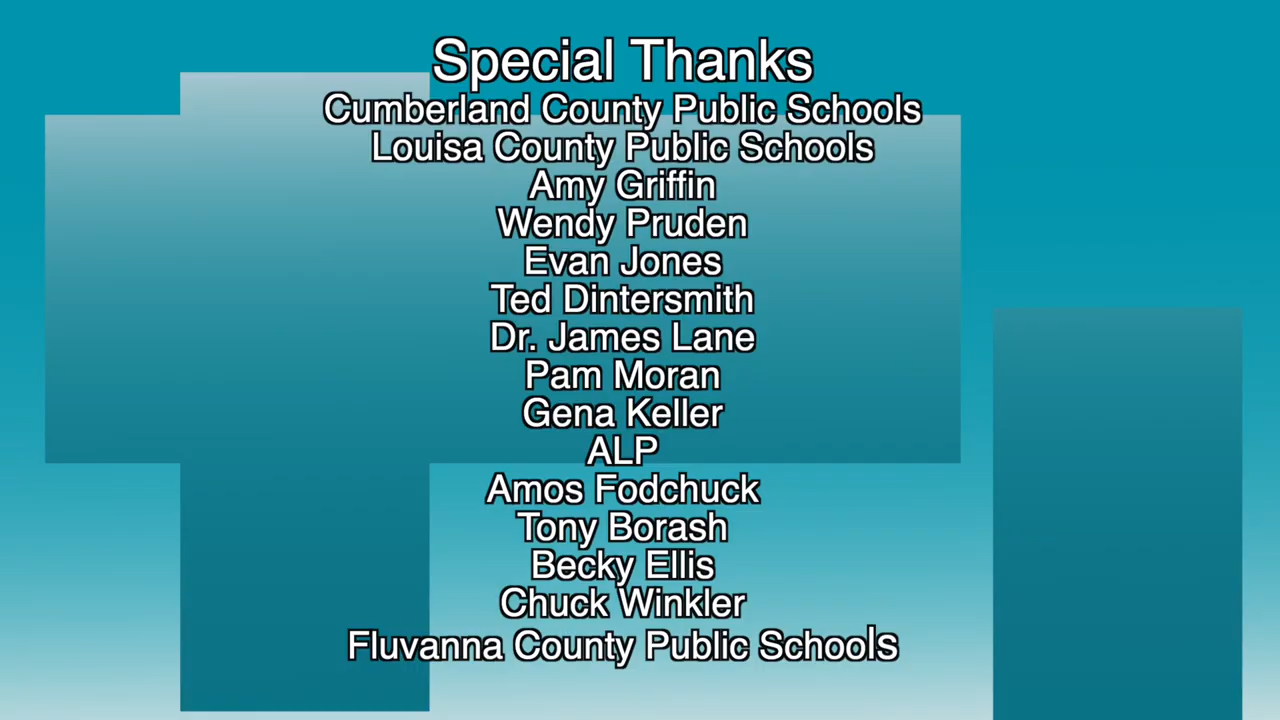 Special Thanks
Cumberland County Public Schools
Louisa County Public Schools
Amy Griffin
Wendy Pruden
Evan Jones
Ted Dintersmith
Dr. James Lane
Pam Moran
Gena Keller
ALP
Amos Fodchuck
Tony Borash
Becky Ellis
Chuck Winkler
Fluvanna County Public Schools